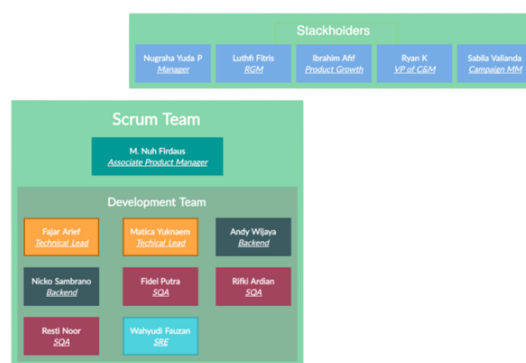 Stackholders
Nugraha Yuda P
Manager
Luthfi Fitris
RGM
Ibrahim Afif
Product Growth
Ryan K
VP of C&M
Sabila Valianda
Campaign MM
Scrum Team
M. Nuh Firdaus
Associate Product Manager
Development Team
Fajar Arief
Technical Lead
Matica Yuknaem
Techical Lead
Andy Wijaya
Backend
Nicko Sambrano
Backend
Fidel Putra
SQA
Rifki Ardian
SQA
Resti Noor
SQA
Wahyudi Fauzan
SRE